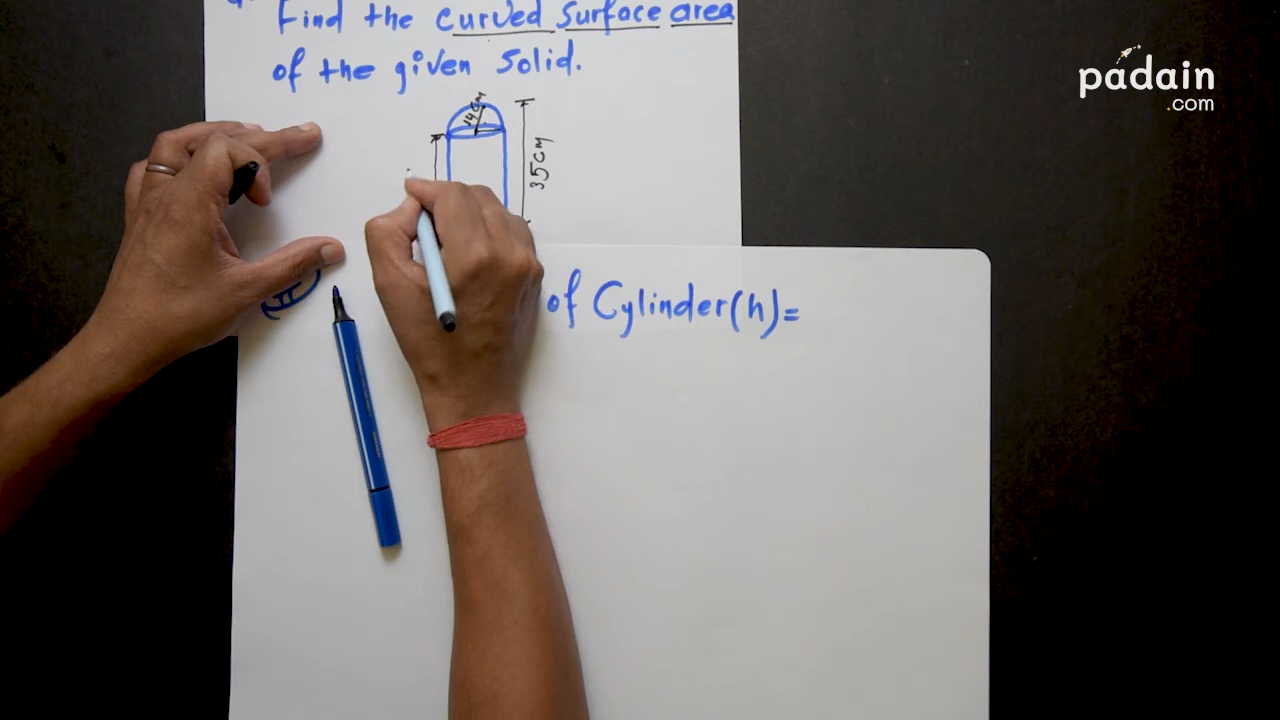 Find the curved surface area
of the given Solid.
14cm
35cm
of Cylinder(h)=
padain
.com